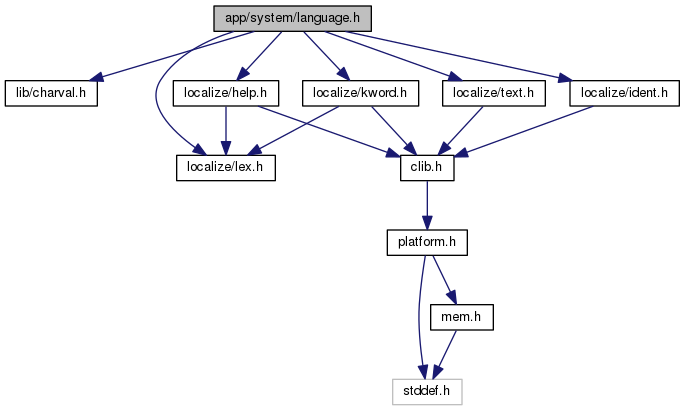 app/system/language.h
lib/charval.h
localize/help.h
localize/kword.h
localize/text.h
localize/ident.h
localize/lex.h
clib.h
platform.h
mem.h
stddef.h